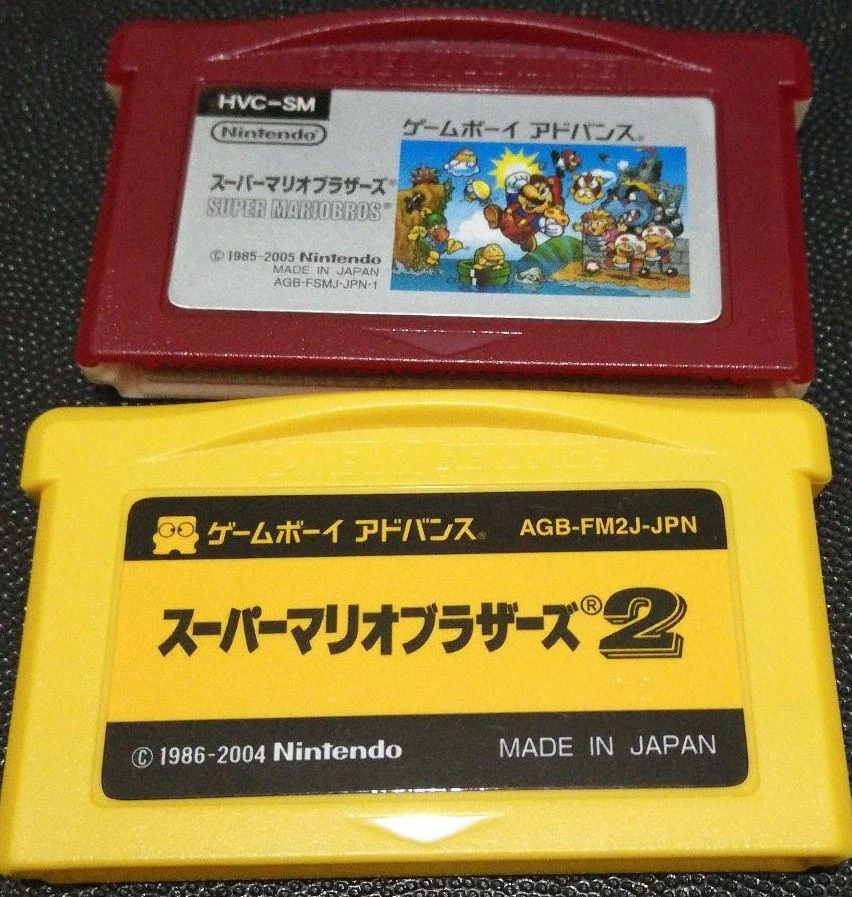 HVC-SM
Nintendo®
ゲームボーイ アドバンス®
スーパーマリオブラザーズ®
SUPER MARIOBROS®
© 1985-2005 Nintendo
MADE IN JAPAN
AGB-FSMJ-JPN-1
ゲームボーイ アドバンス® AGB-FM2J-JPN
スーパーマリオブラザーズ®2
© 1986-2004 Nintendo MADE IN JAPAN